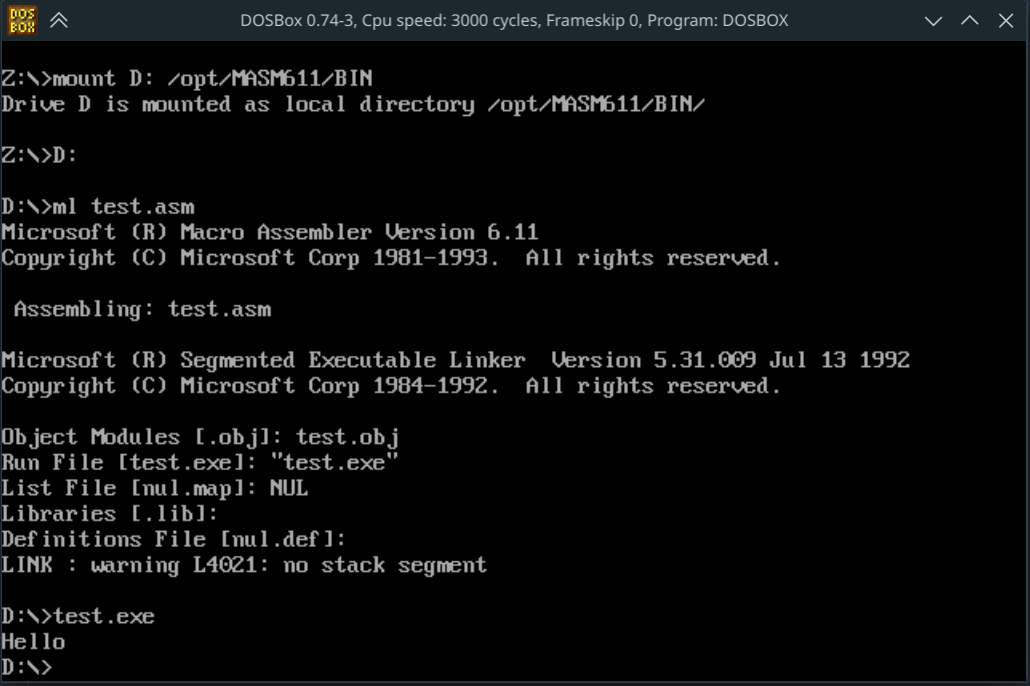 DOS
BOX
DOSBox 0.74-3, Cpu speed: 3000 cycles, Frameskip 0, Program: DOSBOX
Z:\>mount D: /opt/MASM611/BIN
Drive D is mounted as local directory /opt/MASM611/BIN/
Z:\>D:
D:\>ml test.asm
Microsoft (R) Macro Assembler Version 6.11
Copyright (C) Microsoft Corp 1981-1993.  All rights reserved.
Assembling: test.asm
Microsoft (R) Segmented Executable Linker  Version 5.31.009 Jul 13 1992
Copyright (C) Microsoft Corp 1984-1992.  All rights reserved.
Object Modules [.obj]: test.obj
Run File [test.exe]: "test.exe"
List File [nul.map]: NUL
Libraries [.lib]:
Definitions File [nul.def]:
LINK : warning L4021: no stack segment
D:\>test.exe
Hello
D:\>